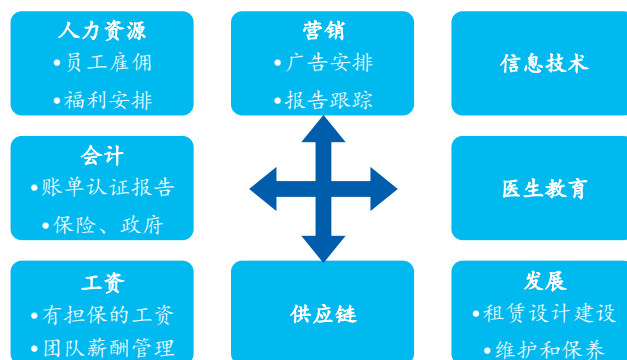 人力资源
•员工雇佣
•福利安排
营销
•广告安排
•报告跟踪
信息技术
会计
•账单认证报告
•保险、政府
医生教育
工资
•有担保的工资
•团队薪酬管理
供应链
发展
•租赁设计建设
•维护和保养